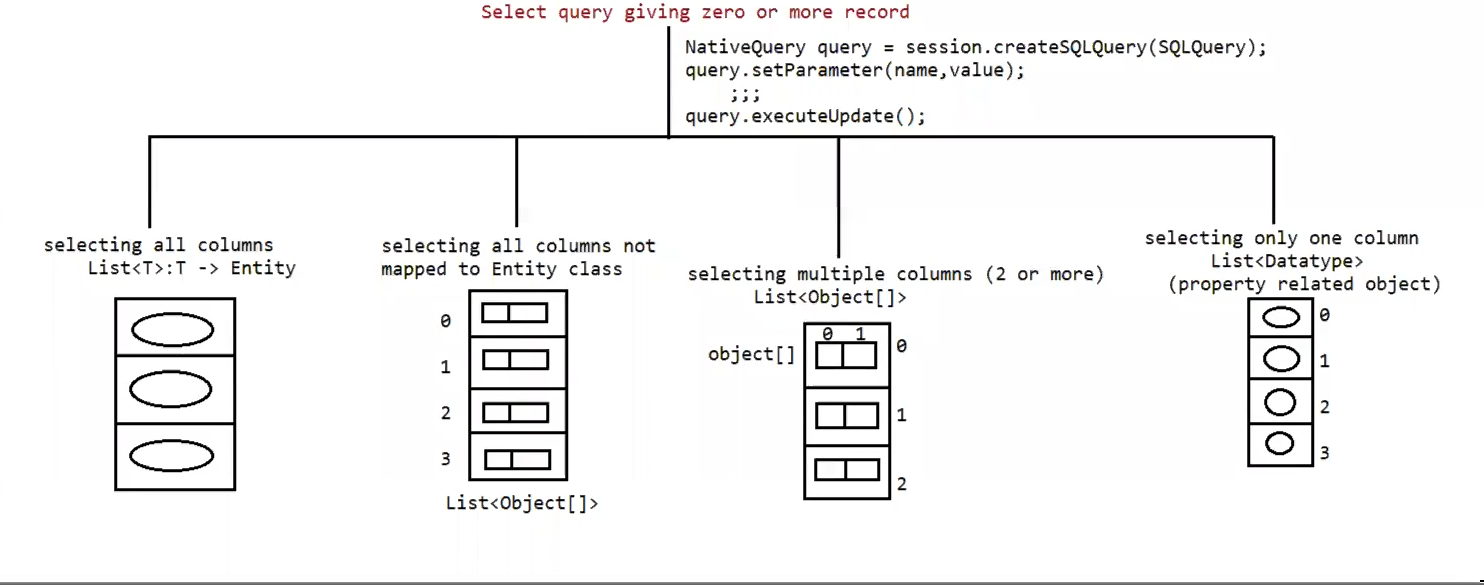 Select query giving zero or more record
NativeQuery query = session.createSQLQuery(SQLQuery);
query.setParameter(name,value);
;;;
query.executeUpdate();
selecting all columns
List<T>:T -> Entity
selecting all columns not
mapped to Entity class
0
1
2
3
List<Object[]>
selecting multiple columns (2 or more)
List<Object[]>
0 1
object[]
0
1
2
selecting only one column
List<Datatype>
(property related object)
0
1
2
3